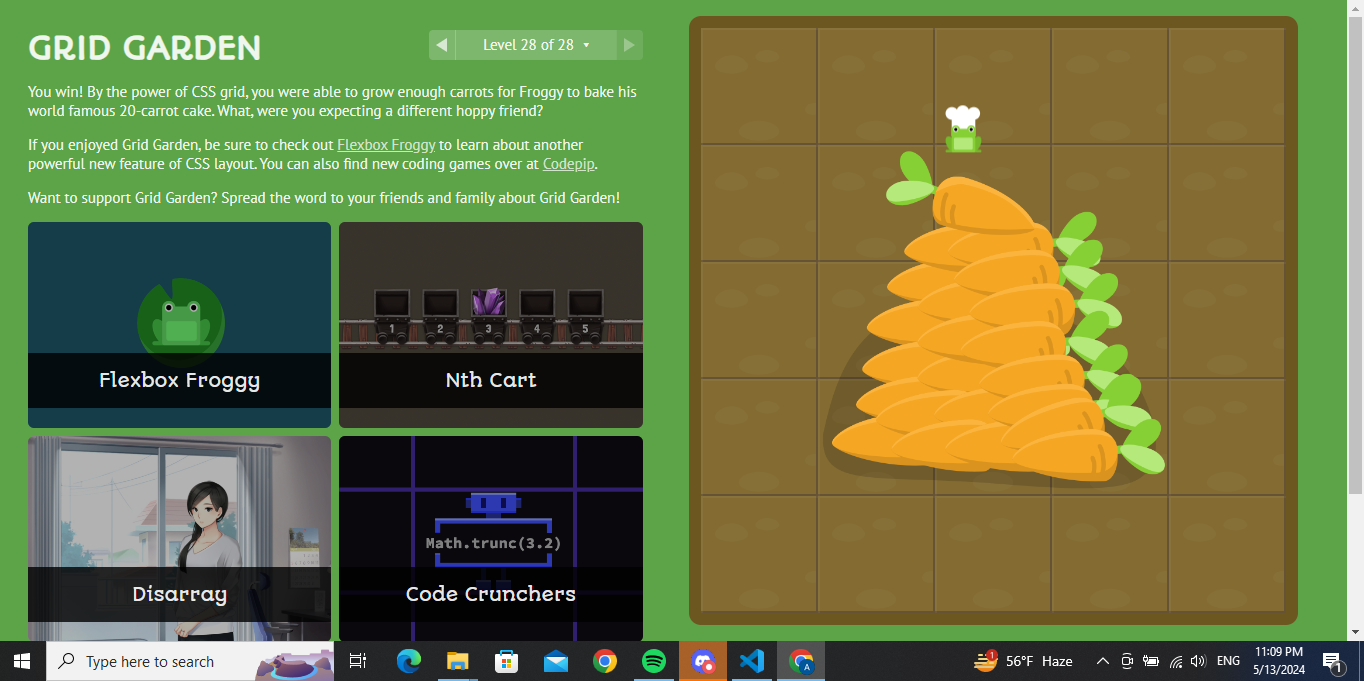 GRID GARDEN
Level 28 of 28
You win! By the power of CSS grid, you were able to grow enough carrots for Froggy to bake his
world famous 20-carrot cake. What, were you expecting a different hoppy friend?
If you enjoyed Grid Garden, be sure to check out Flexbox Froggy to learn about another
powerful new feature of CSS layout. You can also find new coding games over at Codepip.
Want to support Grid Garden? Spread the word to your friends and family about Grid Garden!
1 2 3 4 5
Flexbox Froggy
Nth Cart
Math.trunc(3.2)
Disarray
Code Crunchers
Type here to search
A
1
56°F Haze
ENG
11:09 PM
5/13/2024
1